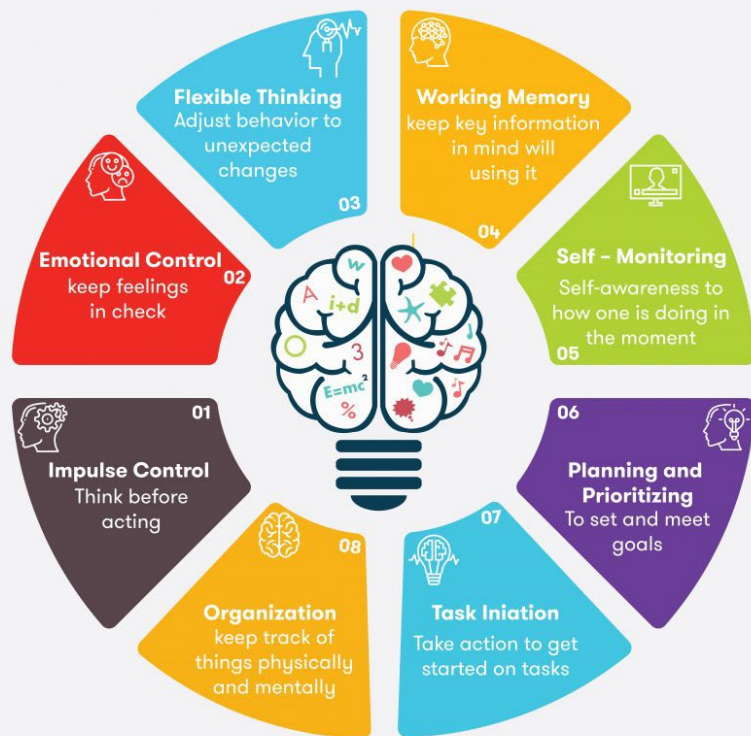 01
Impulse Control
Think before
acting
02
Emotional Control
keep feelings
in check
03
Flexible Thinking
Adjust behavior to
unexpected
changes
04
Working Memory
keep key information
in mind will
using it
05
Self – Monitoring
Self-awareness to
how one is doing in
the moment
06
Planning and
Prioritizing
To set and meet
goals
07
Task Iniation
Take action to get
started on tasks
08
Organization
keep track of
things physically
and mentally
w
A
i+d
3
E=mc²
%